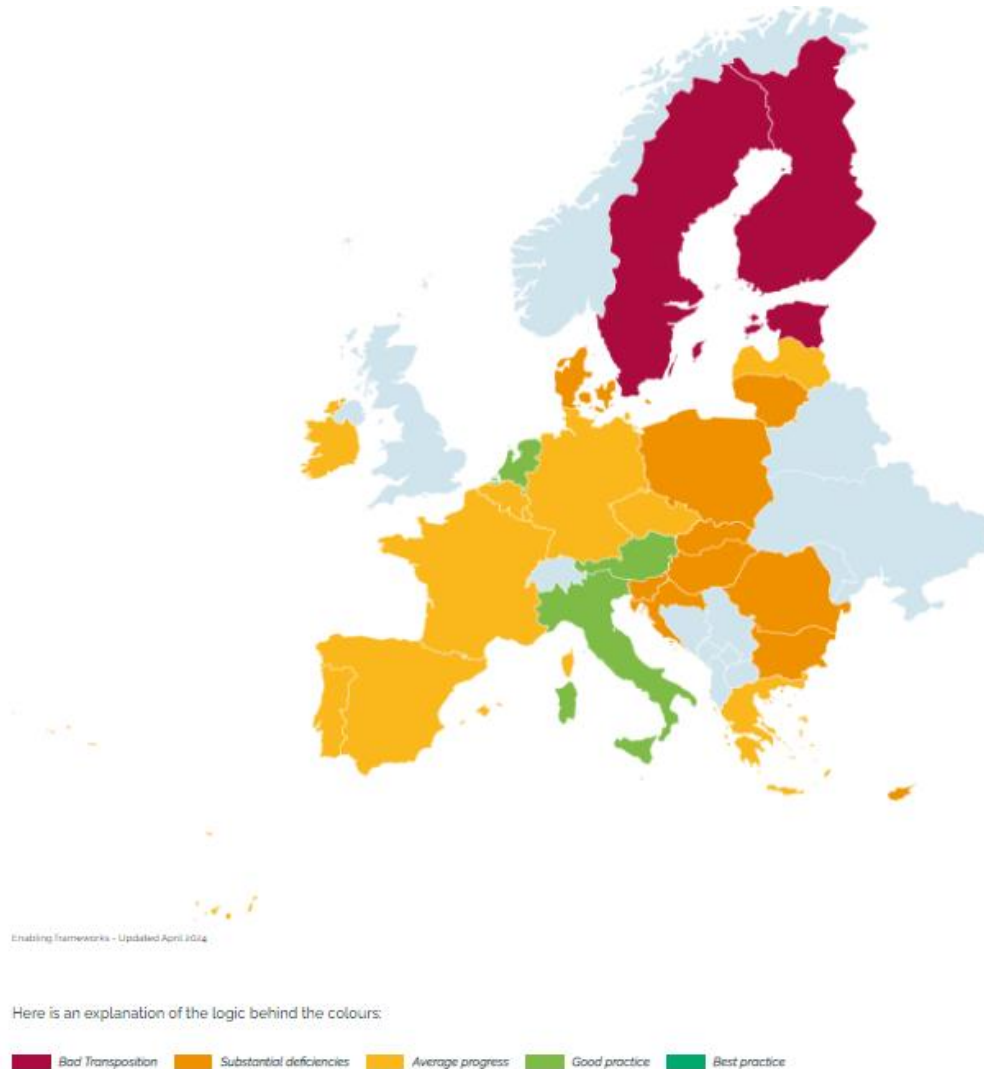 Enabling frameworks - Updated April 2024
Here is an explanation of the logic behind the colours:
Bad Transposition Substantial deficiencies Average progress Good practice Best practice